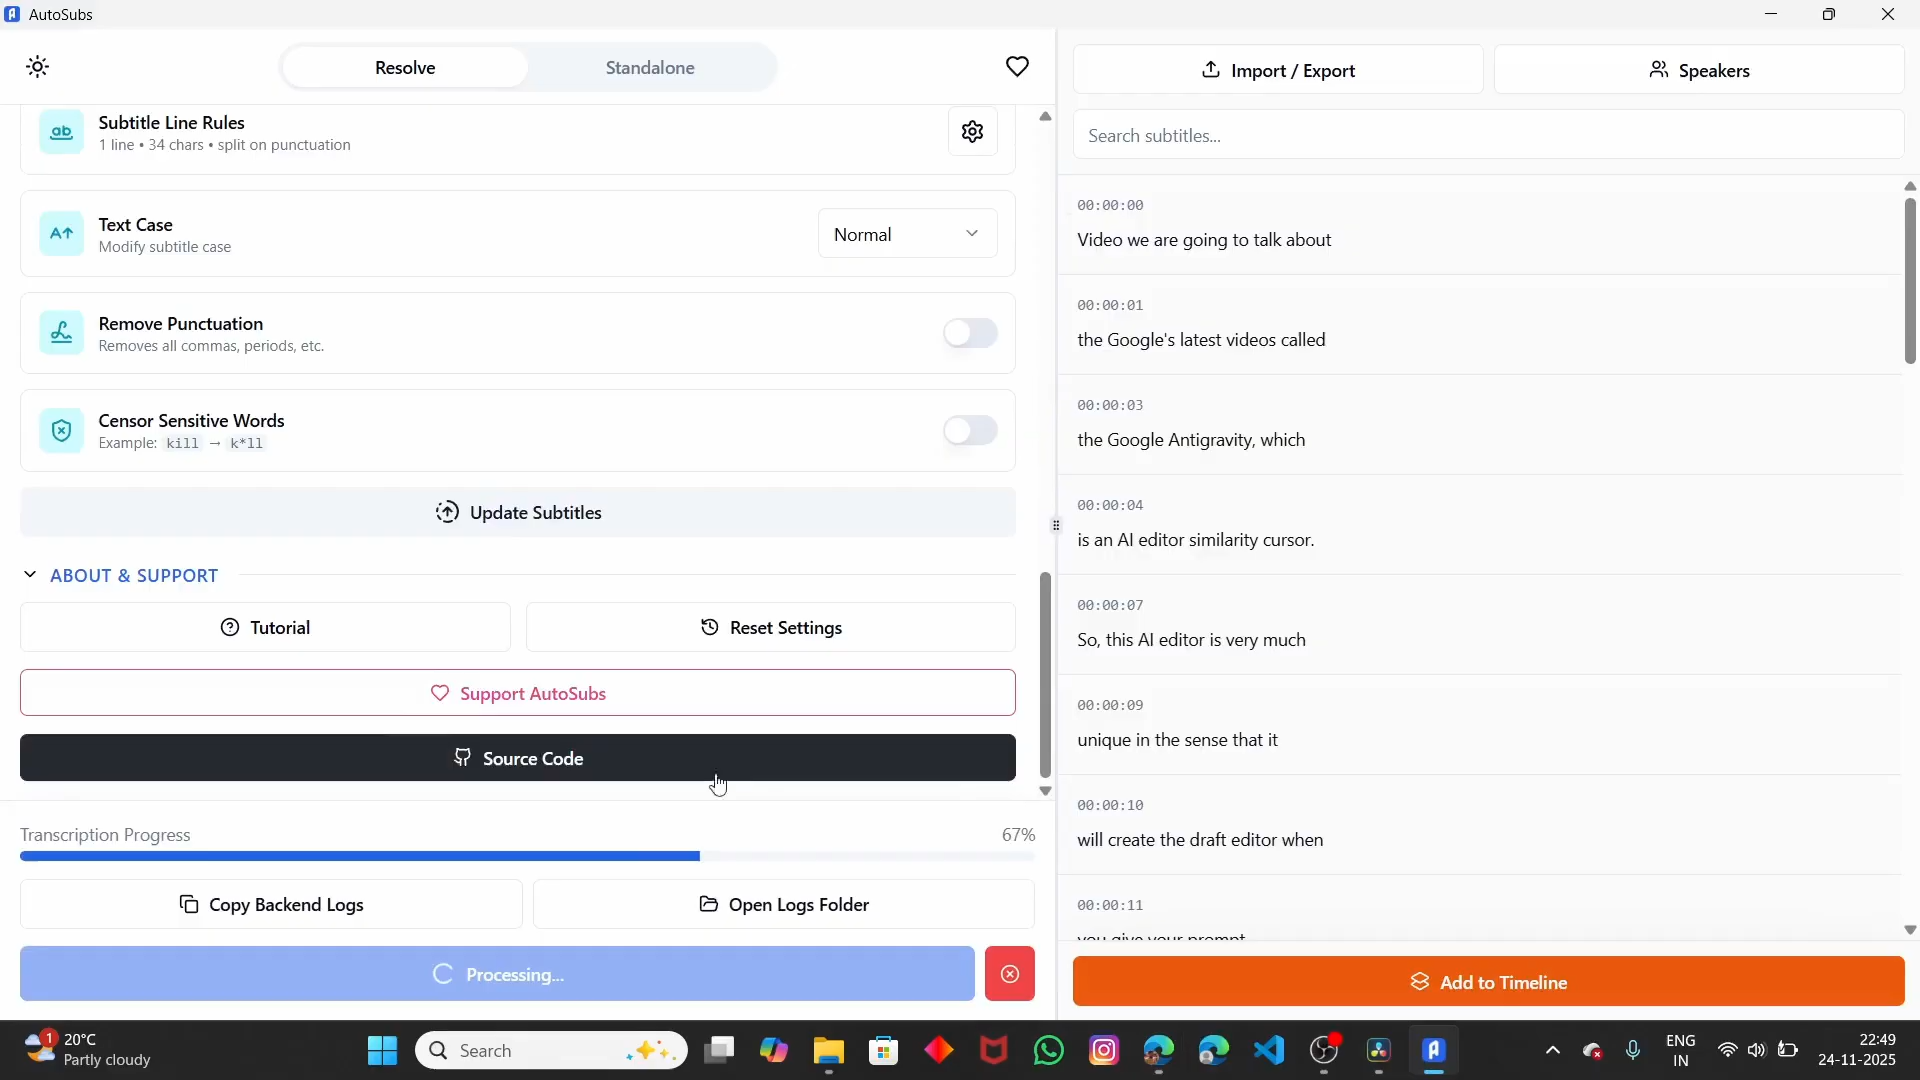 AutoSubs
Resolve
Standalone
Import / Export
Speakers
Subtitle Line Rules
1 line • 34 chars • split on punctuation
Text Case
Modify subtitle case
Normal
Remove Punctuation
Removes all commas, periods, etc.
Censor Sensitive Words
Example: kill → k*ll
Update Subtitles
ABOUT & SUPPORT
Tutorial
Reset Settings
Support AutoSubs
Source Code
Transcription Progress
67%
Copy Backend Logs
Open Logs Folder
Processing...
Search subtitles...
00:00:00
Video we are going to talk about
00:00:01
the Google's latest videos called
00:00:03
the Google Antigravity, which
00:00:04
is an AI editor similarity cursor.
00:00:07
So, this AI editor is very much
00:00:09
unique in the sense that it
00:00:10
will create the draft editor when
00:00:11
you give your prompt
Add to Timeline
1
20°C
Partly cloudy
Search
ENG
IN
22:49
24-11-2025